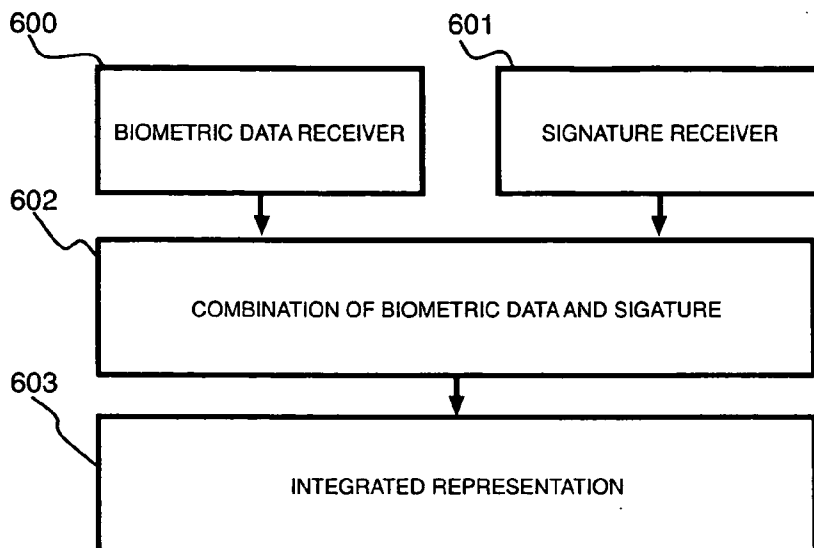 600
601
BIOMETRIC DATA RECEIVER
SIGNATURE RECEIVER
602
COMBINATION OF BIOMETRIC DATA AND SIGATURE
603
INTEGRATED REPRESENTATION